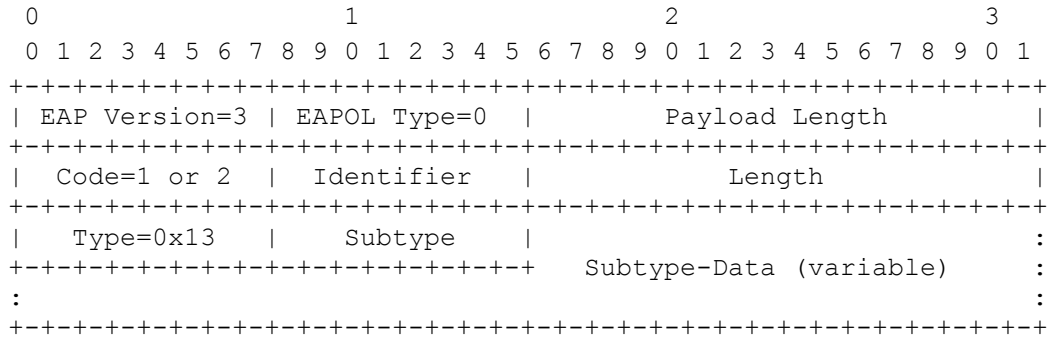 0                   1                   2                   3
 0 1 2 3 4 5 6 7 8 9 0 1 2 3 4 5 6 7 8 9 0 1 2 3 4 5 6 7 8 9 0 1
+-+-+-+-+-+-+-+-+-+-+-+-+-+-+-+-+-+-+-+-+-+-+-+-+-+-+-+-+-+-+-+-+
| EAP Version=3 | EAPOL Type=0  |        Payload Length         |
+-+-+-+-+-+-+-+-+-+-+-+-+-+-+-+-+-+-+-+-+-+-+-+-+-+-+-+-+-+-+-+-+
|  Code=1 or 2  |  Identifier   |            Length             |
+-+-+-+-+-+-+-+-+-+-+-+-+-+-+-+-+-+-+-+-+-+-+-+-+-+-+-+-+-+-+-+-+
|   Type=0x13   |    Subtype    |                               :
+-+-+-+-+-+-+-+-+-+-+-+-+-+-+-+-+   Subtype-Data (variable)     :
:                                                               :
+-+-+-+-+-+-+-+-+-+-+-+-+-+-+-+-+-+-+-+-+-+-+-+-+-+-+-+-+-+-+-+-+